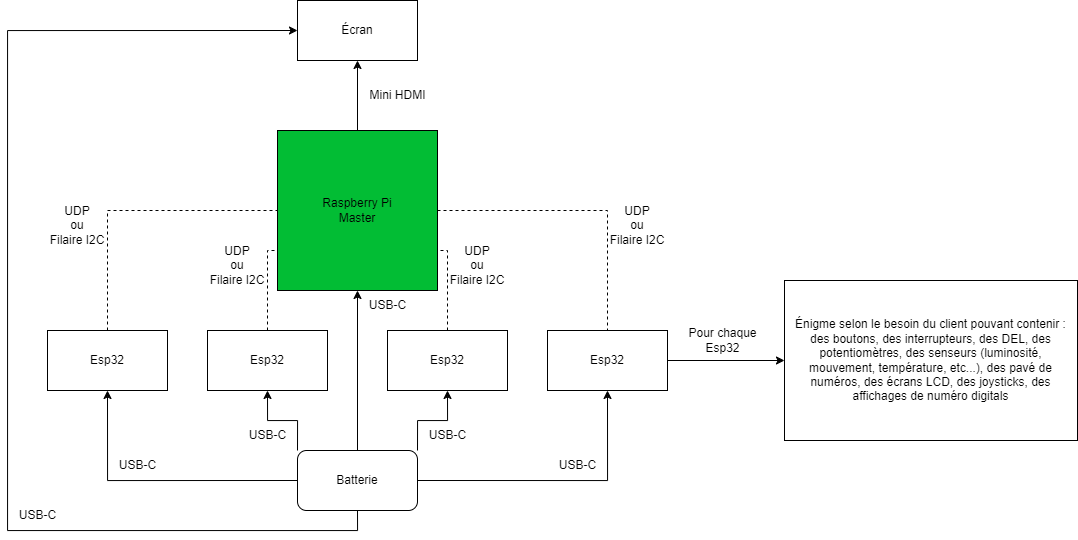 Écran
Mini HDMI
Raspberry Pi
Master
UDP
ou
Filaire I2C
UDP
ou
Filaire I2C
UDP
ou
Filaire I2C
UDP
ou
Filaire I2C
USB-C
Esp32
Esp32
Esp32
Esp32
Pour chaque
Esp32
Énigme selon le besoin du client pouvant contenir :
des boutons, des interrupteurs, des DEL, des
potentiomètres, des senseurs (luminosité,
mouvement, température, etc...), des pavé de
numéros, des écrans LCD, des joysticks, des
affichages de numéro digitals
USB-C
USB-C
USB-C
USB-C
Batterie
USB-C